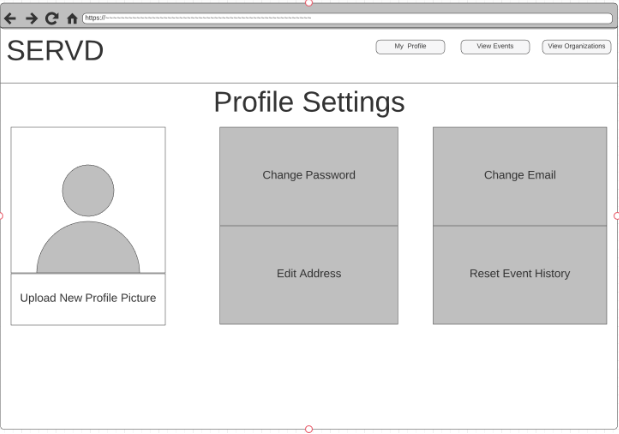 https://~~~~~~~~~~~~~~~~~~~~~~~~~~~~~~~~~~~~~~~~~~~~~~~~~~~~
SERVD
My Profile
View Events
View Organizations
Profile Settings
Change Password
Change Email
Edit Address
Reset Event History
Upload New Profile Picture